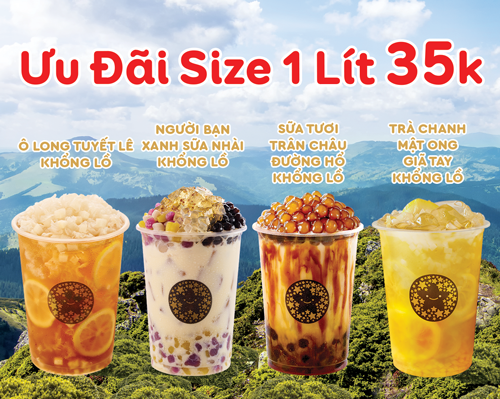 Ưu Đãi Size 1 Lít 35k
Ô LONG TUYẾT LÊ
KHỔNG LỒ
NGƯỜI BẠN
XANH SỮA NHÀI
KHỔNG LỒ
SỮA TƯƠI
TRÂN CHÂU
ĐƯỜNG HỔ
KHỔNG LỒ
TRÀ CHANH
MẬT ONG
GIÃ TAY
KHỔNG LỒ